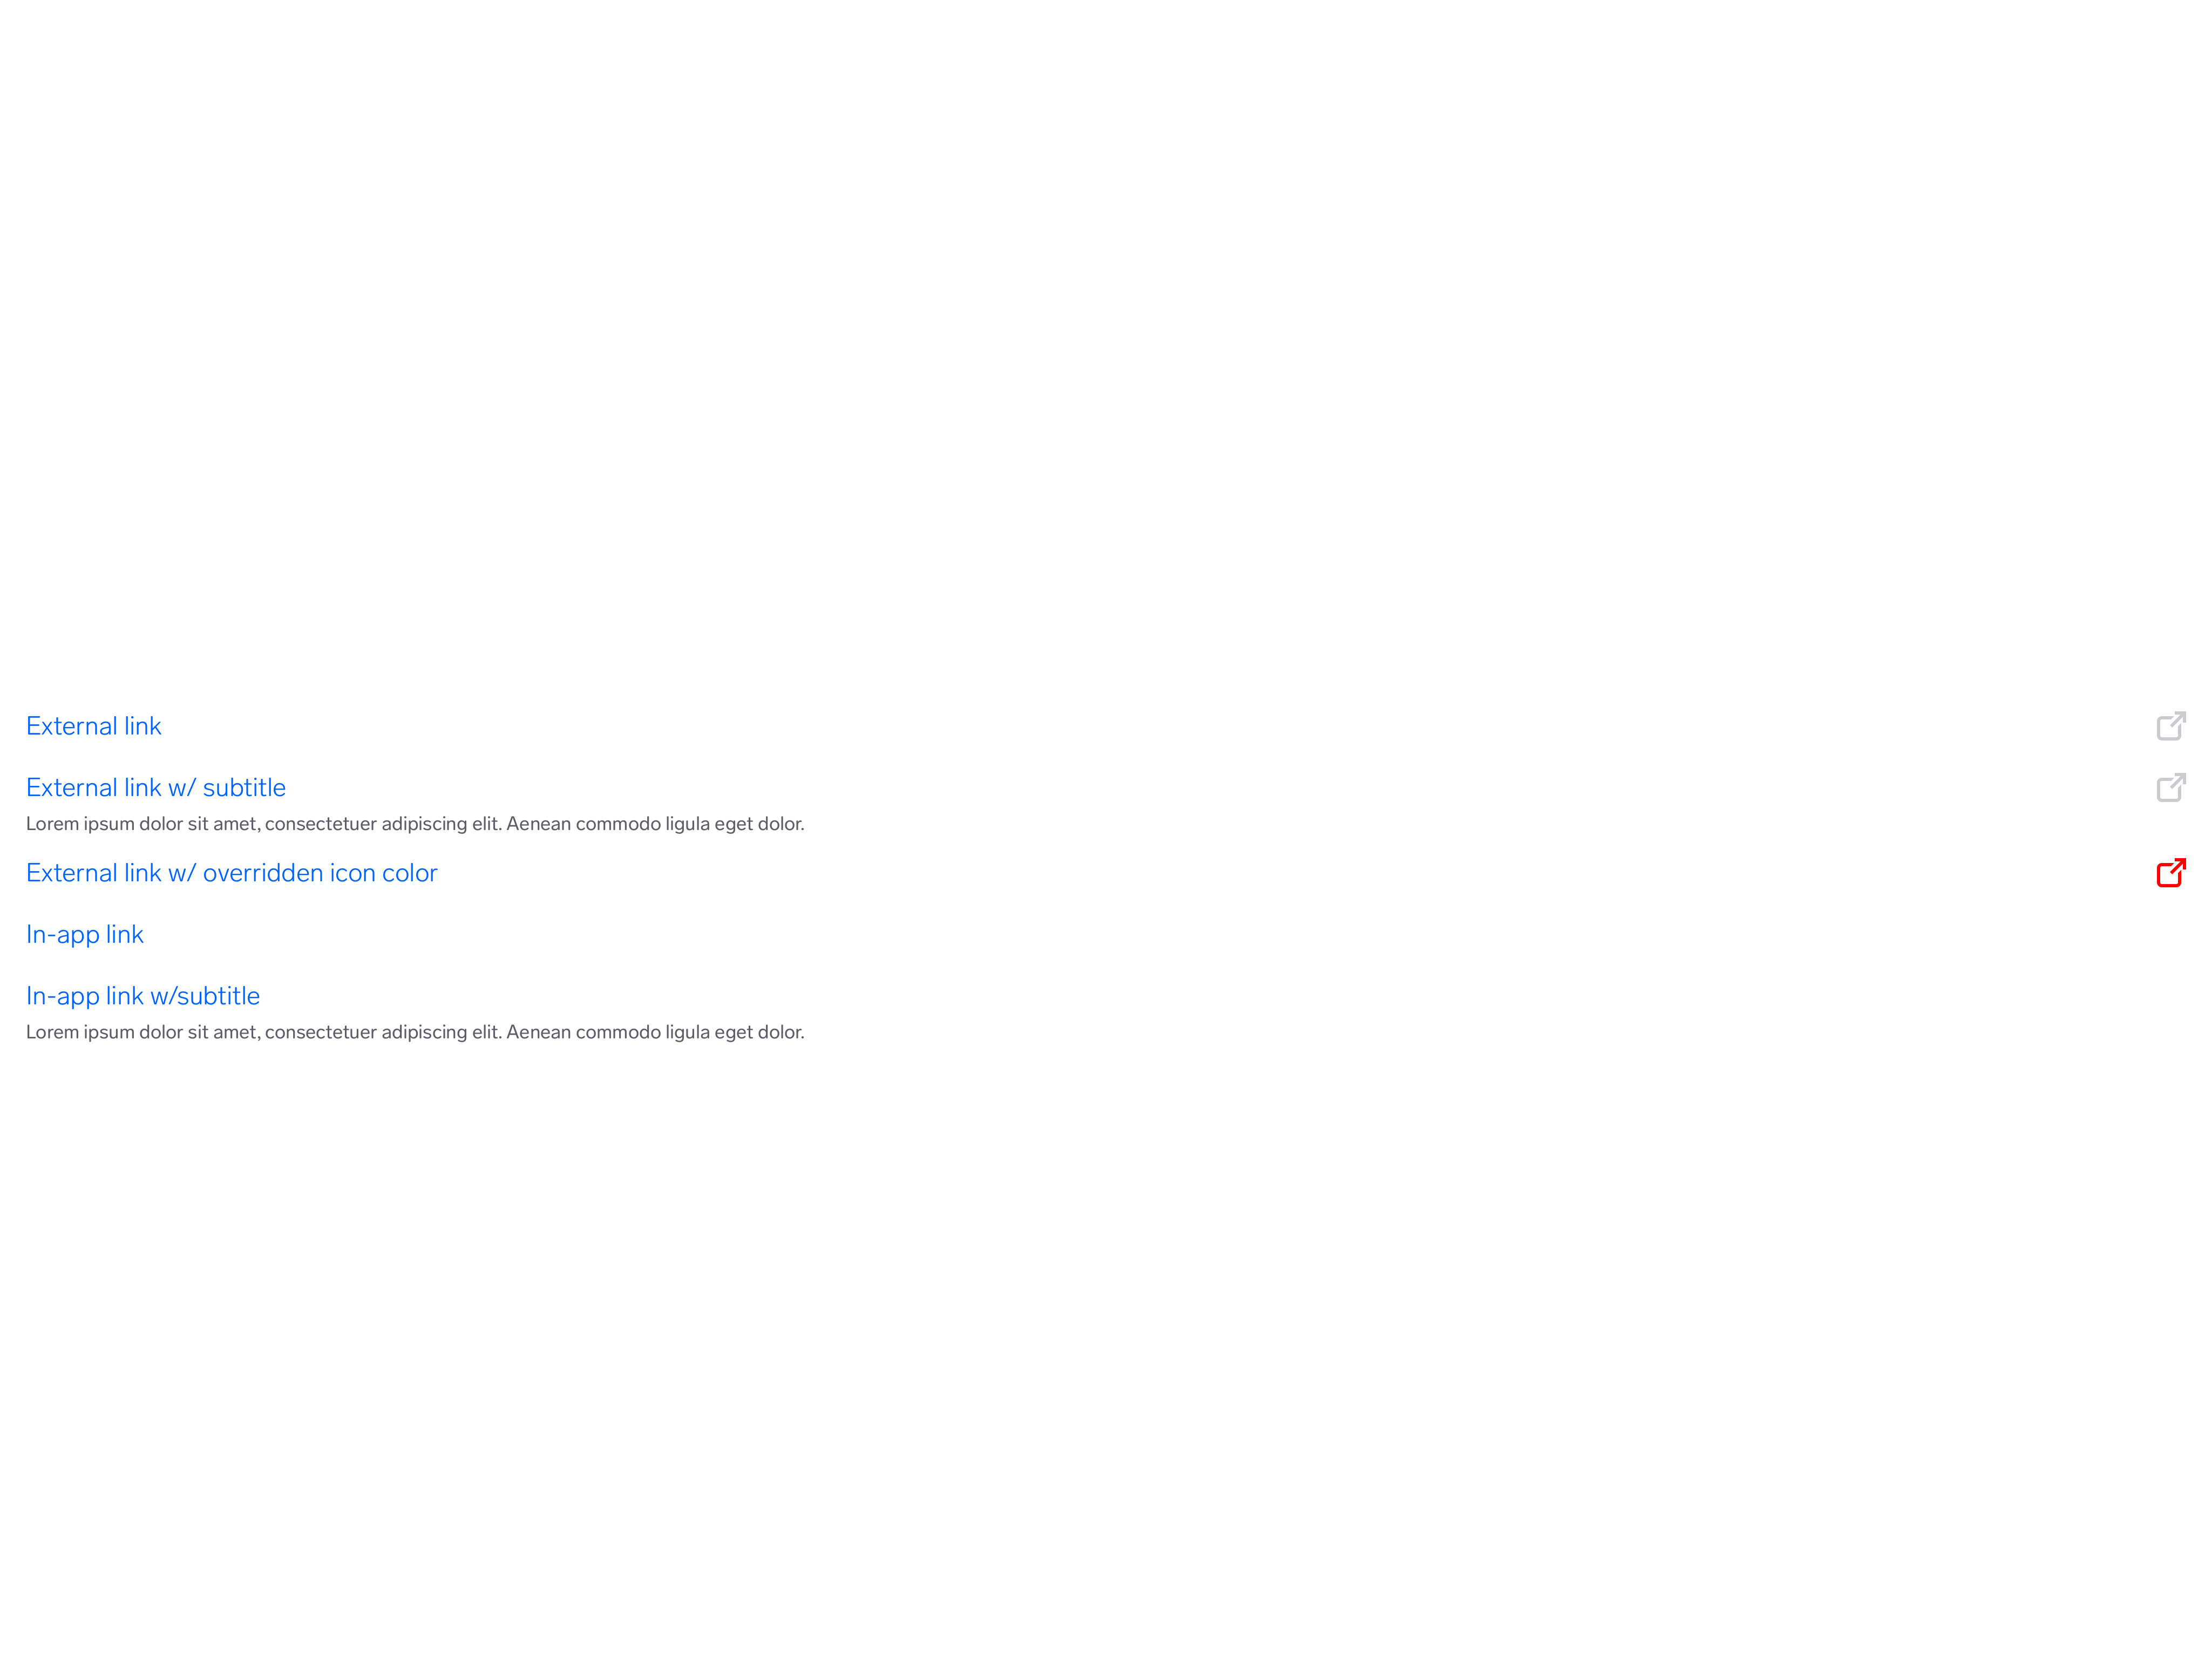 External link
External link w/ subtitle
Lorem ipsum dolor sit amet, consectetuer adipiscing elit. Aenean commodo ligula eget dolor.
External link w/ overridden icon color
In-app link
In-app link w/subtitle
Lorem ipsum dolor sit amet, consectetuer adipiscing elit. Aenean commodo ligula eget dolor.